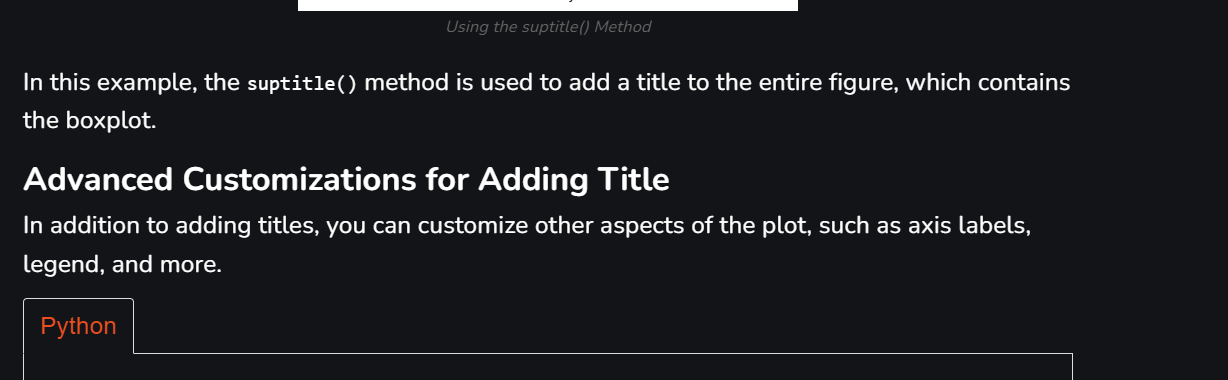 Using the suptitle() Method
In this example, the suptitle() method is used to add a title to the entire figure, which contains
the boxplot.
Advanced Customizations for Adding Title
In addition to adding titles, you can customize other aspects of the plot, such as axis labels,
legend, and more.
Python